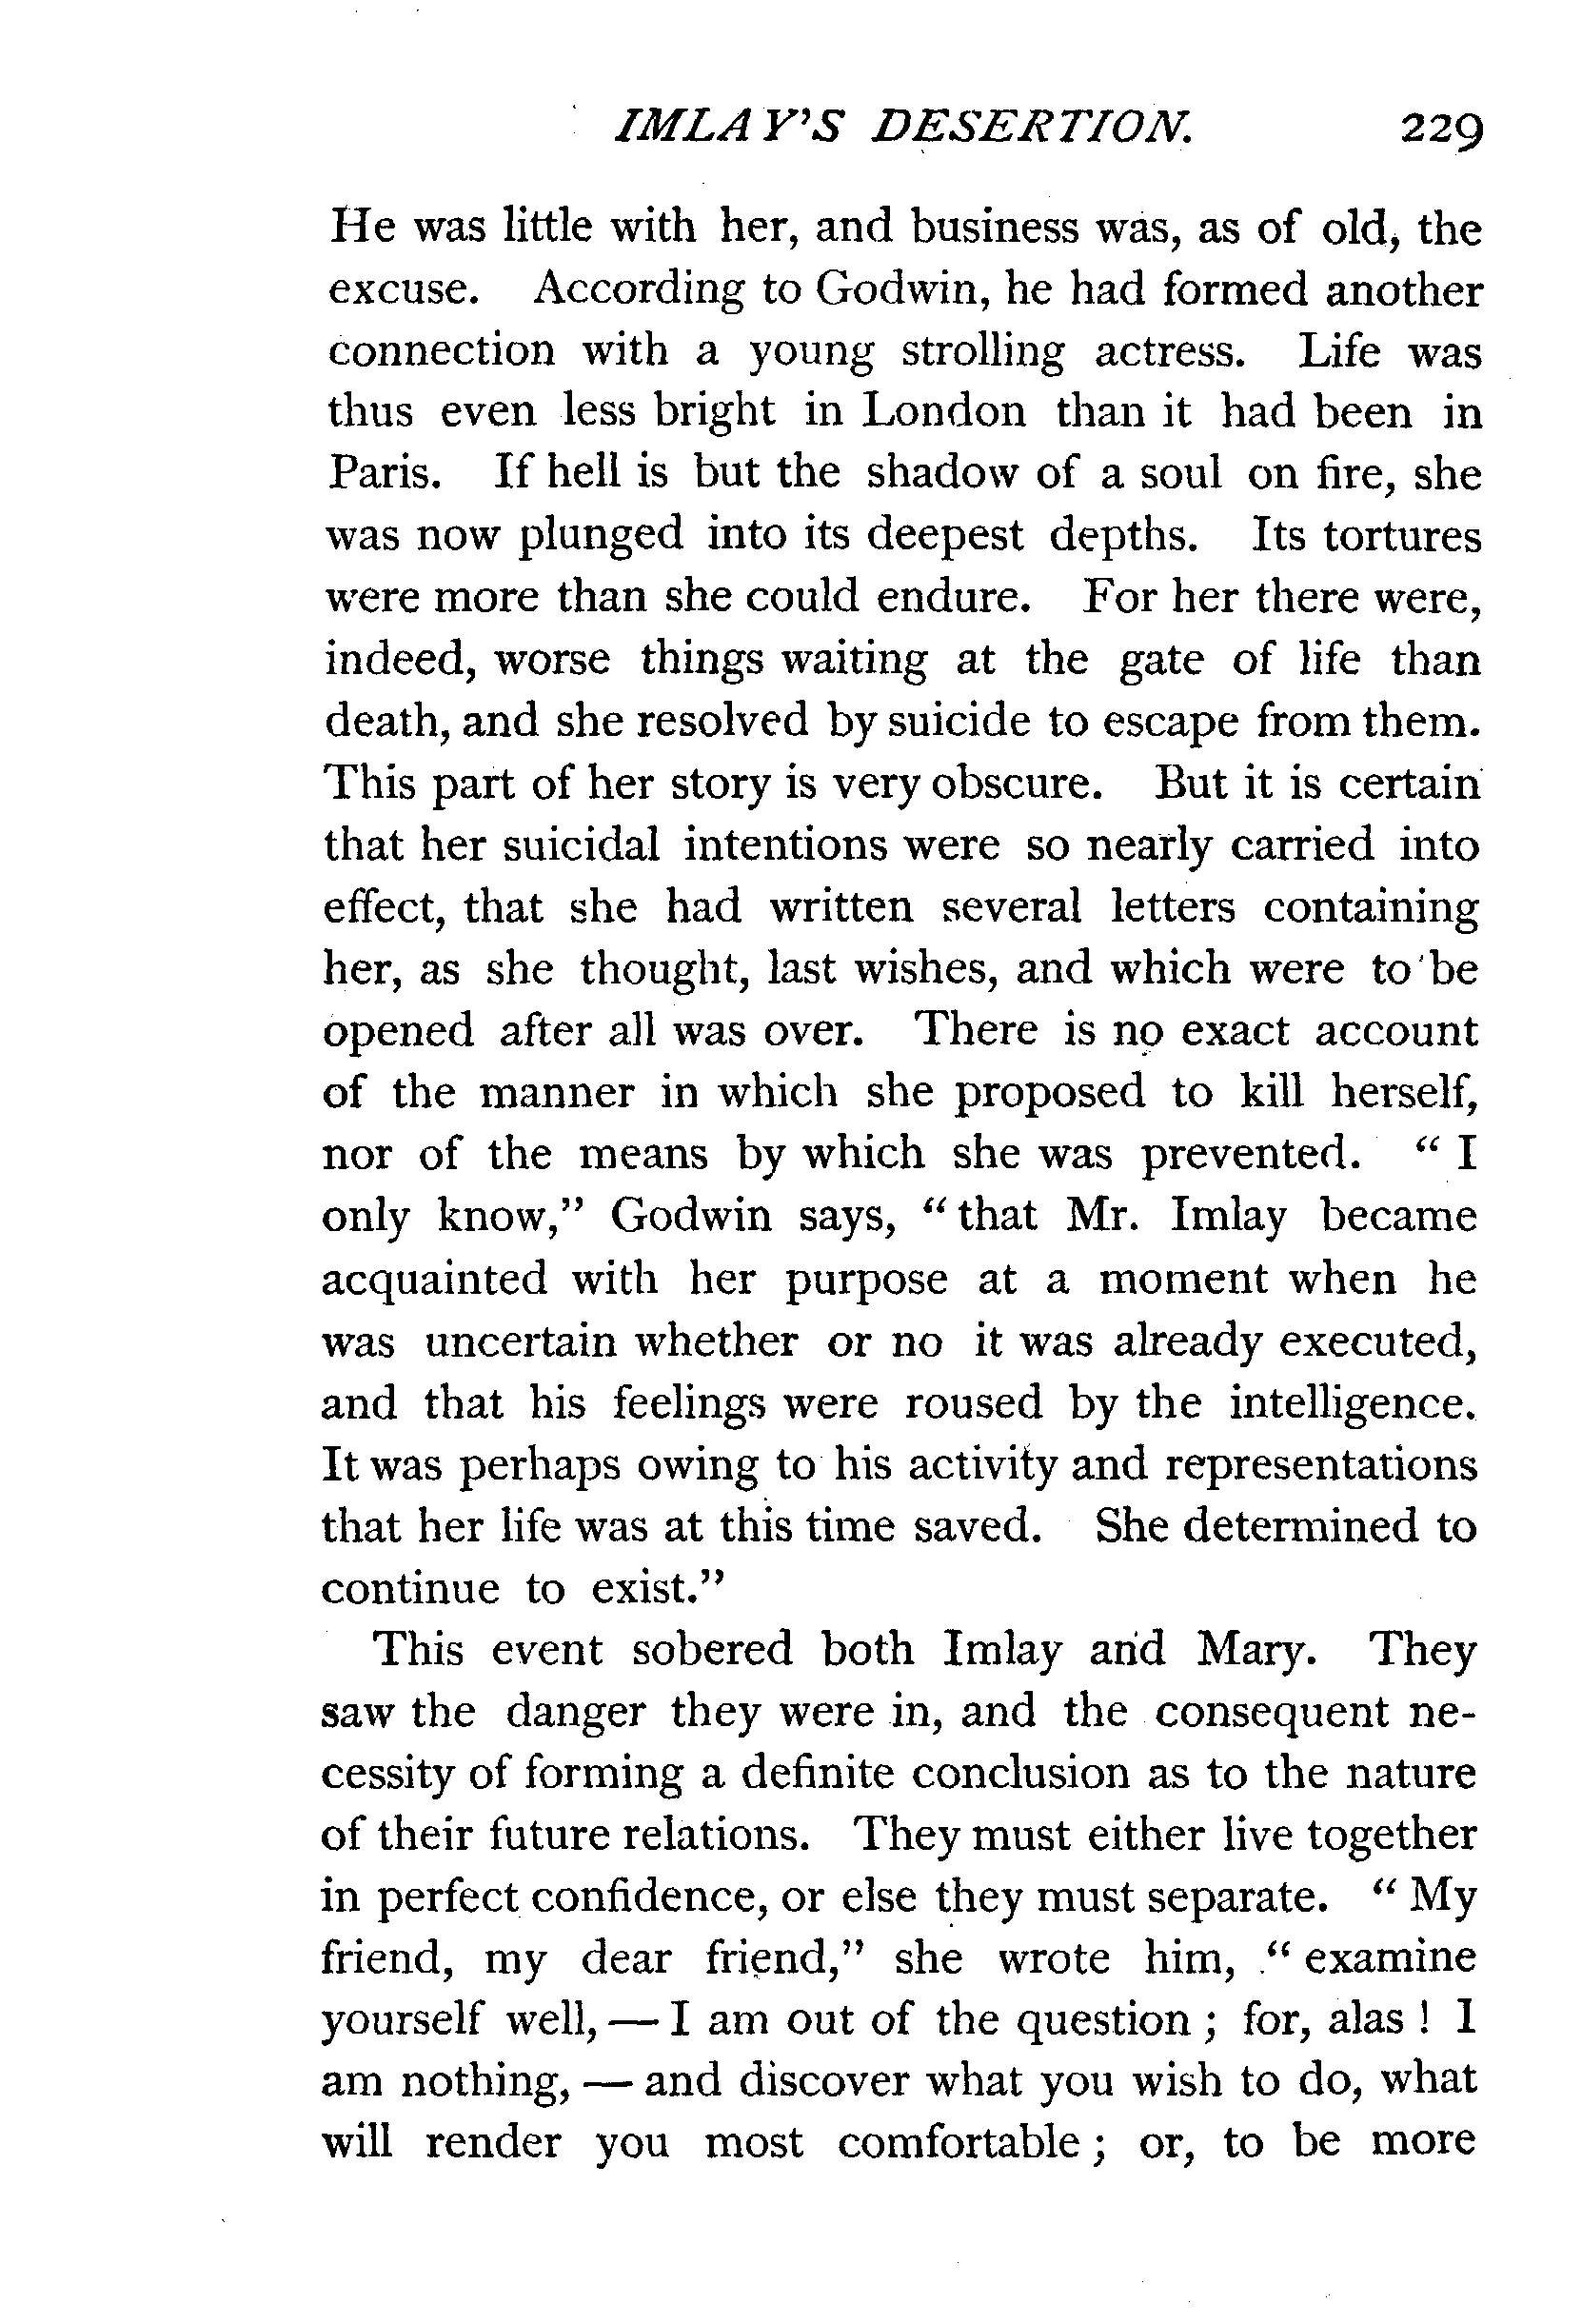 IMLAY'S DESERTION. 229
He was little with her, and business was, as of old, the
excuse. According to Godwin, he had formed another
connection with a young strolling actress. Life was
thus even less bright in London than it had been in
Paris. If hell is but the shadow of a soul on fire, she
was now plunged into its deepest depths. Its tortures
were more than she could endure. For her there were,
indeed, worse things waiting at the gate of life than
death, and she resolved by suicide to escape from them.
This part of her story is very obscure. But it is certain
that her suicidal intentions were so nearly carried into
effect, that she had written several letters containing
her, as she thought, last wishes, and which were to be
opened after all was over. There is no exact account
of the manner in which she proposed to kill herself,
nor of the means by which she was prevented. " I
only know," Godwin says, " that Mr. Imlay became
acquainted with her purpose at a moment when he
was uncertain whether or no it was already executed,
and that his feelings were roused by the intelligence.
It was perhaps owing to his activity and representations
that her life was at this time saved. She determined to
continue to exist."
This event sobered both Imlay and Mary. They
saw the danger they were in, and the consequent ne-
cessity of forming a definite conclusion as to the nature
of their future relations. They must either live together
in perfect confidence, or else they must separate. " My
friend, my dear friend," she wrote him, " examine
yourself well, — I am out of the question ; for, alas ! I
am nothing, — and discover what you wish to do, what
will render you most comfortable ; or, to be more